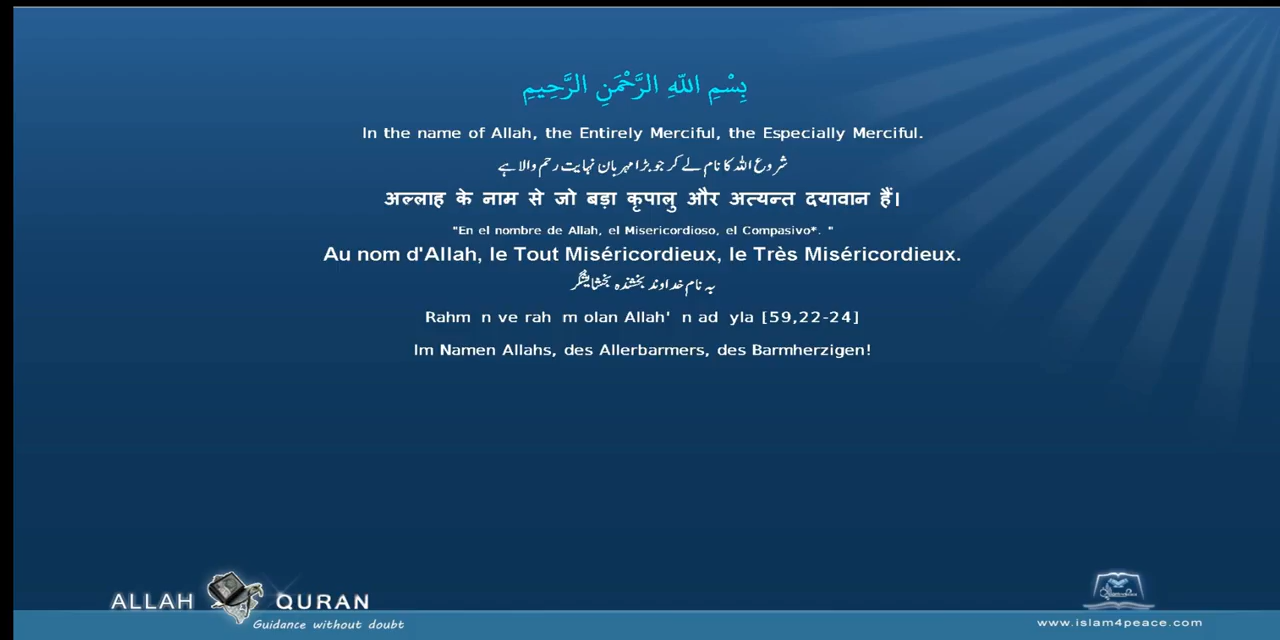 بِسْمِ اللّهِ الرَّحْمَنِ الرَّحِيمِ
In the name of Allah, the Entirely Merciful, the Especially Merciful.
شروع الله کا نام لے کر جو بڑا مہربان نہایت رحم والا ہے
अल्लाह के नाम से जो बड़ा कृपालु और अत्यन्त दयावान हैं।
"En el nombre de Allah, el Misericordioso, el Compasivo*. "
Au nom d'Allah, le Tout Miséricordieux, le Très Miséricordieux.
به نام خداوند بخشنده بخشایشگر
Rahm n ve rah m olan Allah' n ad yla [59,22-24]
Im Namen Allahs, des Allerbarmers, des Barmherzigen!
ALLAH QURAN
Guidance without doubt
www.islam4peace.com